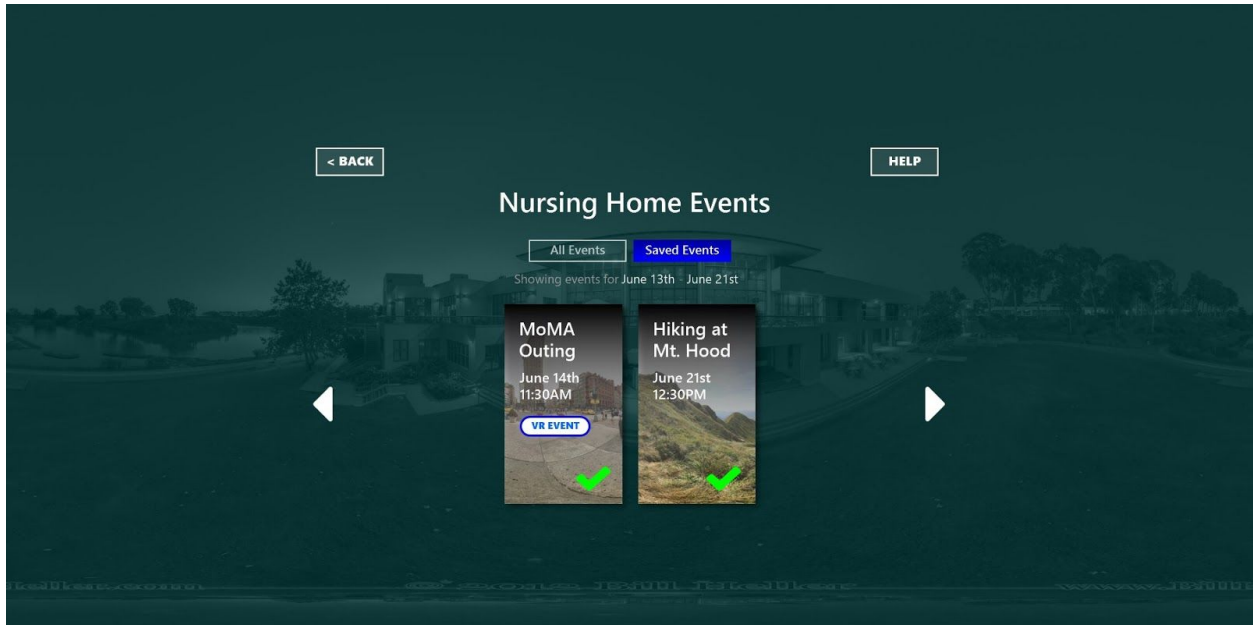 < BACK
HELP
Nursing Home Events
All Events
Saved Events
Showing events for June 13th - June 21st
MoMA
Outing
June 14th
11:30AM
VR EVENT
Hiking at
Mt. Hood
June 21st
12:30PM